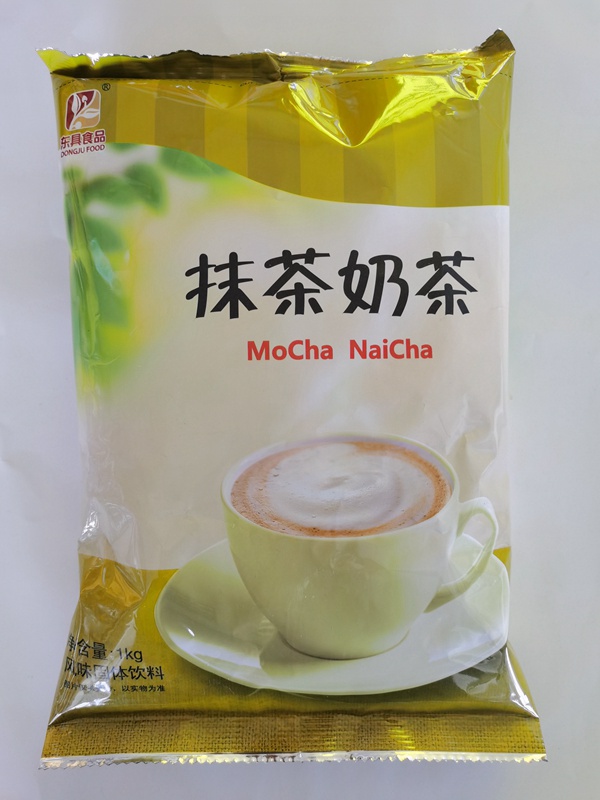 ®
东具食品
DONGJU FOOD
抹茶奶茶
MoCha NaiCha
净含量:1kg
风味固体饮料
以实物为准